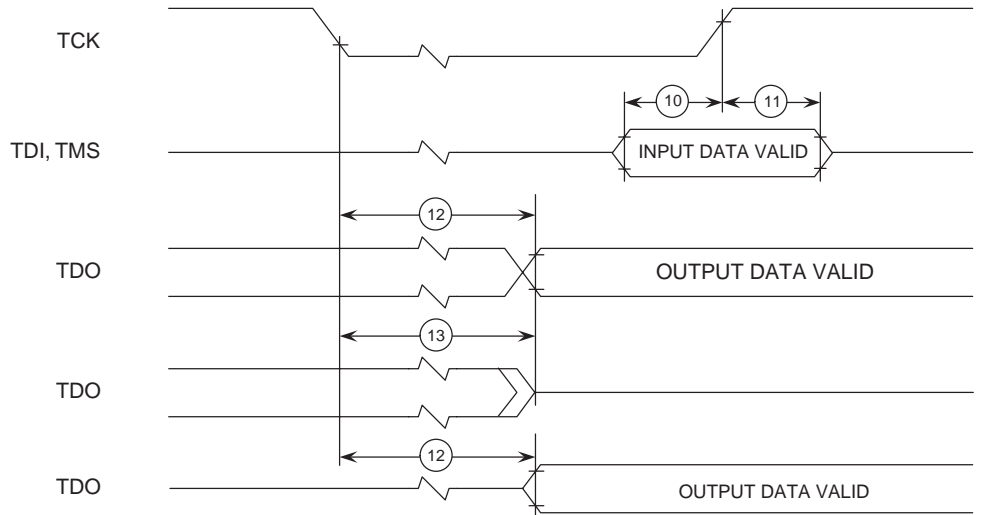 TCK
10
11
TDI, TMS
INPUT DATA VALID
12
TDO
OUTPUT DATA VALID
13
TDO
12
TDO
OUTPUT DATA VALID